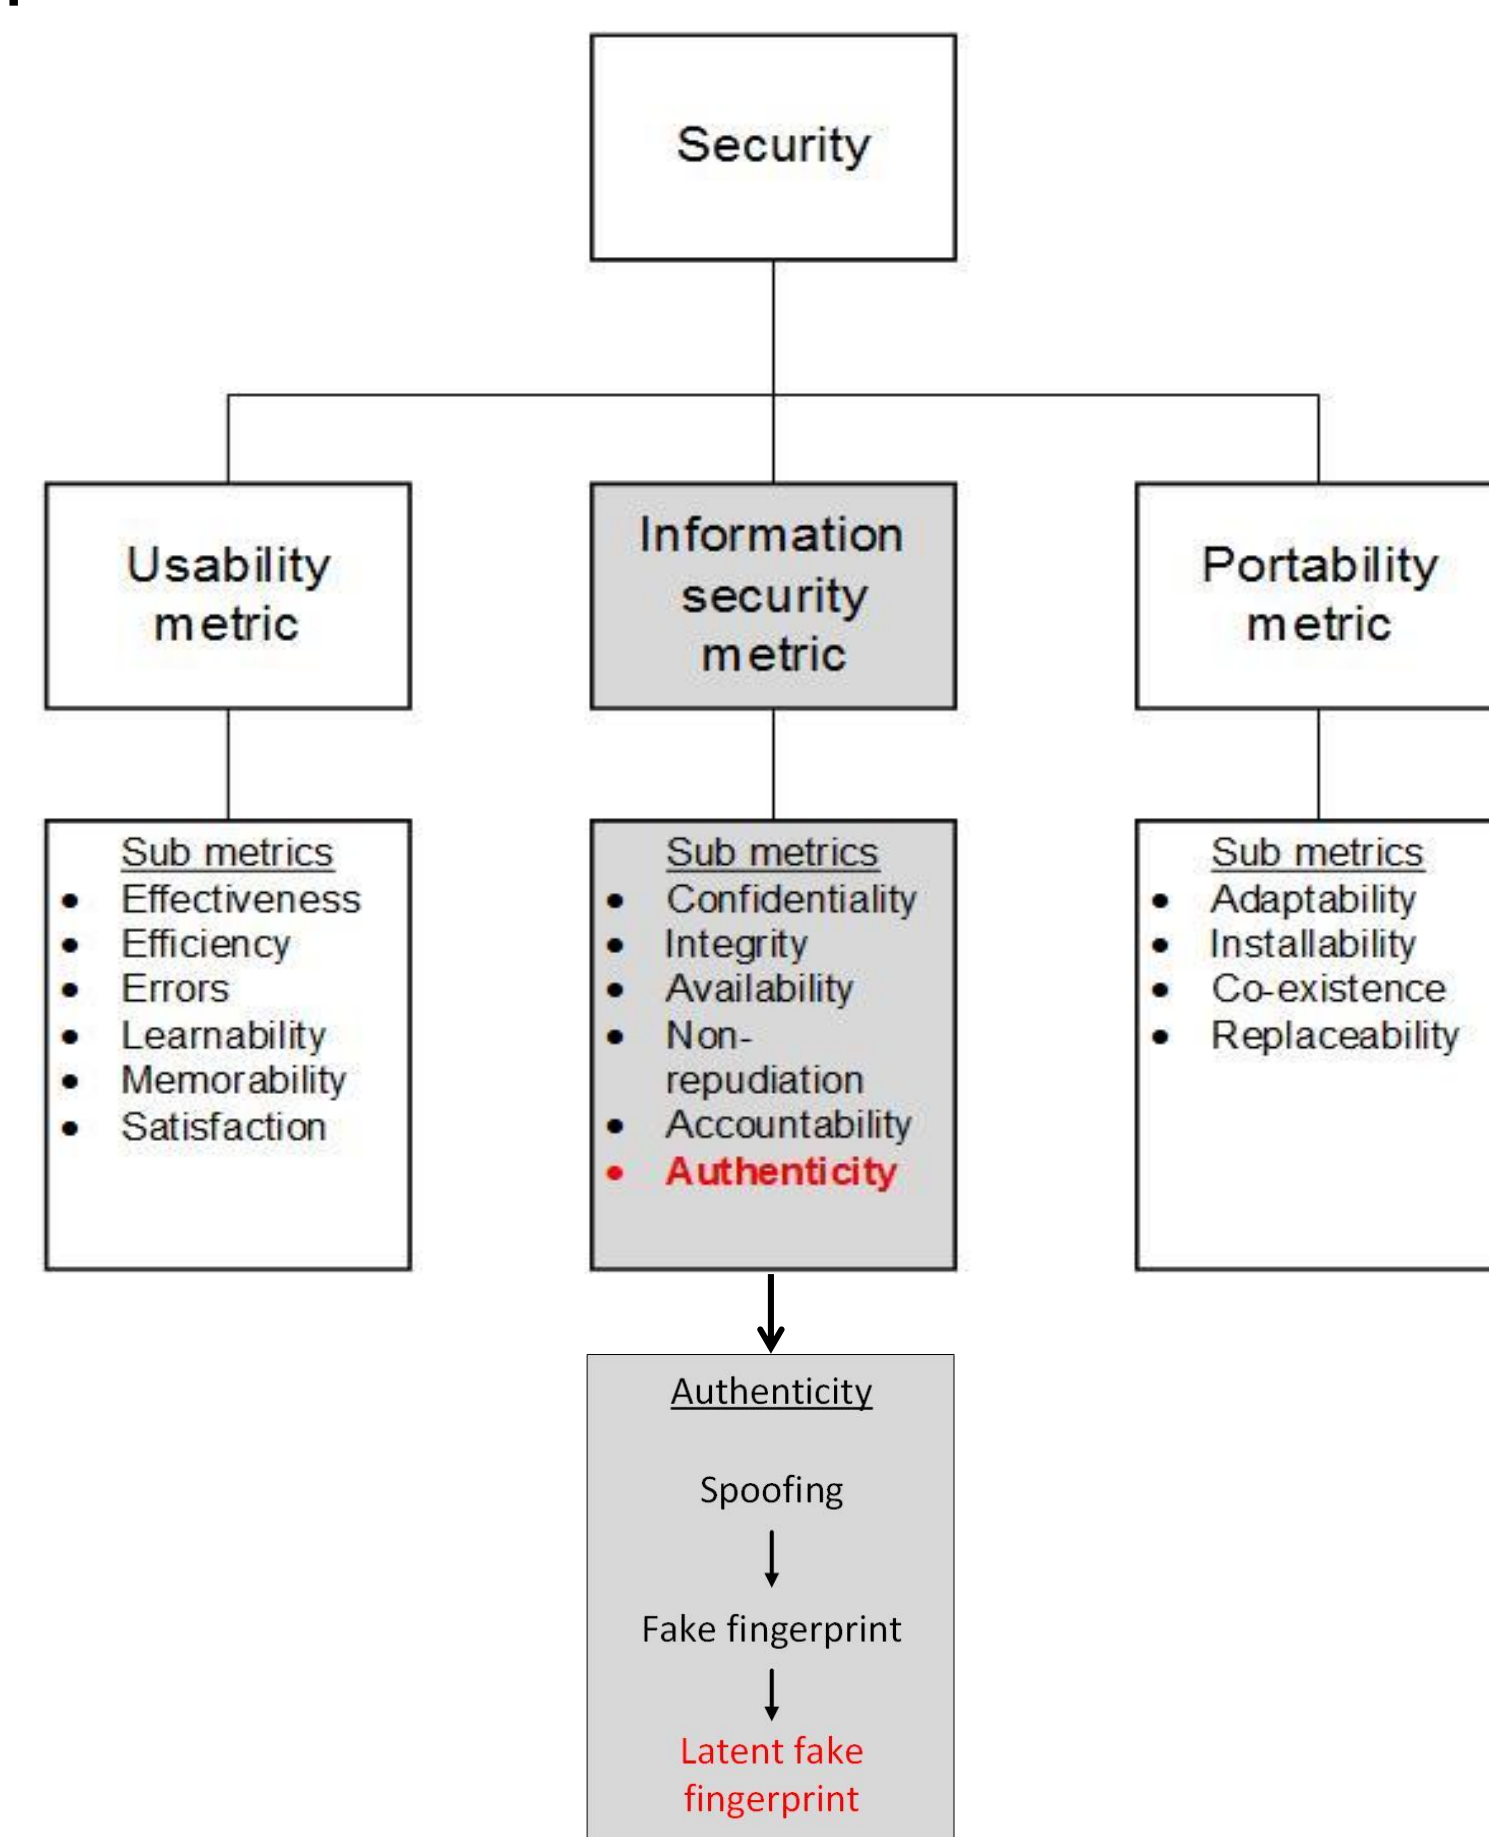 Security
Usability
metric
Information
security
metric
Portability
metric
Sub metrics
• Effectiveness
• Efficiency
• Errors
• Learnability
• Memorability
• Satisfaction
Sub metrics
• Confidentiality
• Integrity
• Availability
• Non-
repudiation
• Accountability
• Authenticity
Sub metrics
• Adaptability
• Installability
• Co-existence
• Replaceability
Authenticity
Spoofing
Fake fingerprint
Latent fake
fingerprint